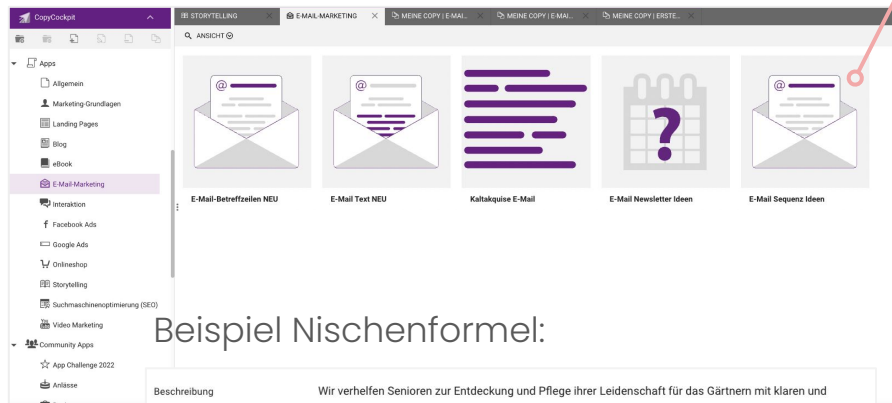 CopyCockpit
STORYTELLING
E-MAIL-MARKETING
MEINE COPY | E-MAI...
MEINE COPY | E-MAI...
MEINE COPY | ERSTE...
ANSICHT
Apps
Allgemein
Marketing-Grundlagen
Landing Pages
Blog
eBook
E-Mail-Marketing
Interaktion
Facebook Ads
Google Ads
Onlineshop
Storytelling
Suchmaschinenoptimierung (SEO)
Video Marketing
Community Apps
App Challenge 2022
Anlässe
@
@
?
@
E-Mail-Betreffzeilen NEU
E-Mail Text NEU
Kaltakquise E-Mail
E-Mail Newsletter Ideen
E-Mail Sequenz Ideen
Beispiel Nischenformel:
Beschreibung
Wir verhelfen Senioren zur Entdeckung und Pflege ihrer Leidenschaft für das Gärtnern mit klaren und